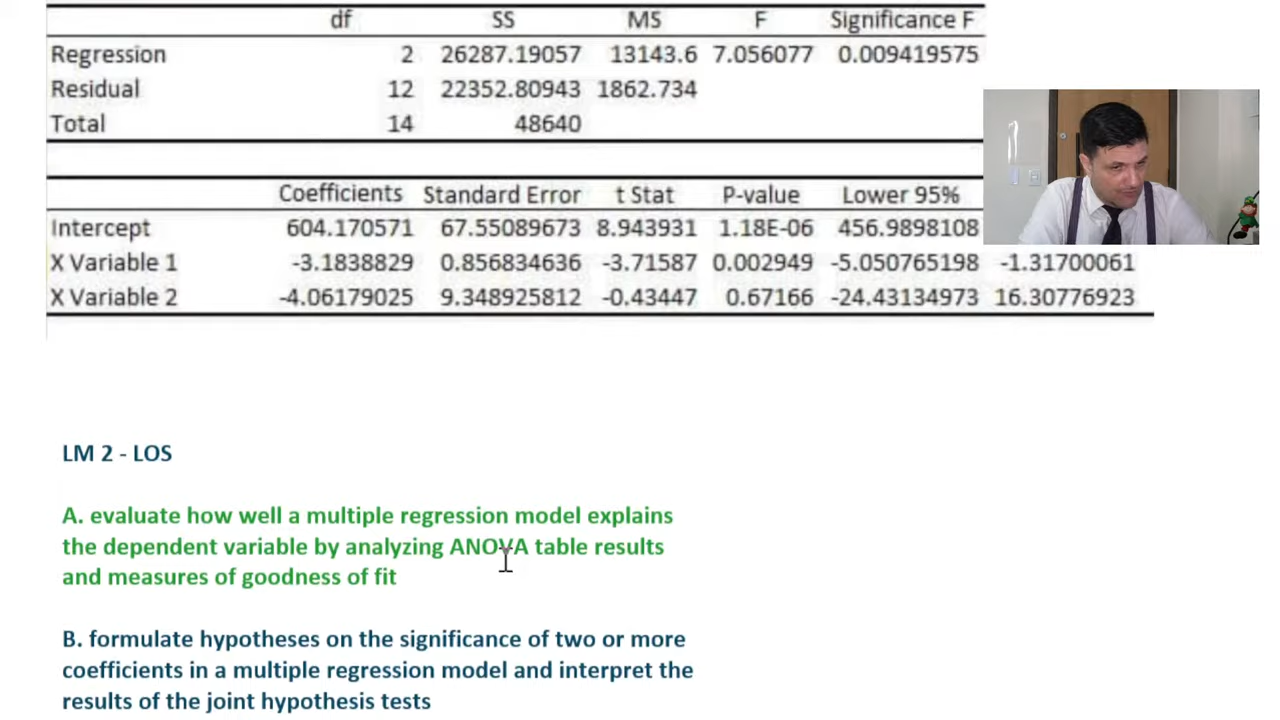 df SS MS F Significance F
Regression 2 26287.19057 13143.6 7.056077 0.009419575
Residual 12 22352.80943 1862.734
Total 14 48640
Coefficients Standard Error t Stat P-value Lower 95%
Intercept 604.170571 67.55089673 8.943931 1.18E-06 456.9898108
X Variable 1 -3.1838829 0.856834636 -3.71587 0.002949 -5.050765198 -1.31700061
X Variable 2 -4.06179025 9.348925812 -0.43447 0.67166 -24.43134973 16.30776923
LM 2 - LOS
A. evaluate how well a multiple regression model explains
the dependent variable by analyzing ANOVA table results
and measures of goodness of fit
B. formulate hypotheses on the significance of two or more
coefficients in a multiple regression model and interpret the
results of the joint hypothesis tests